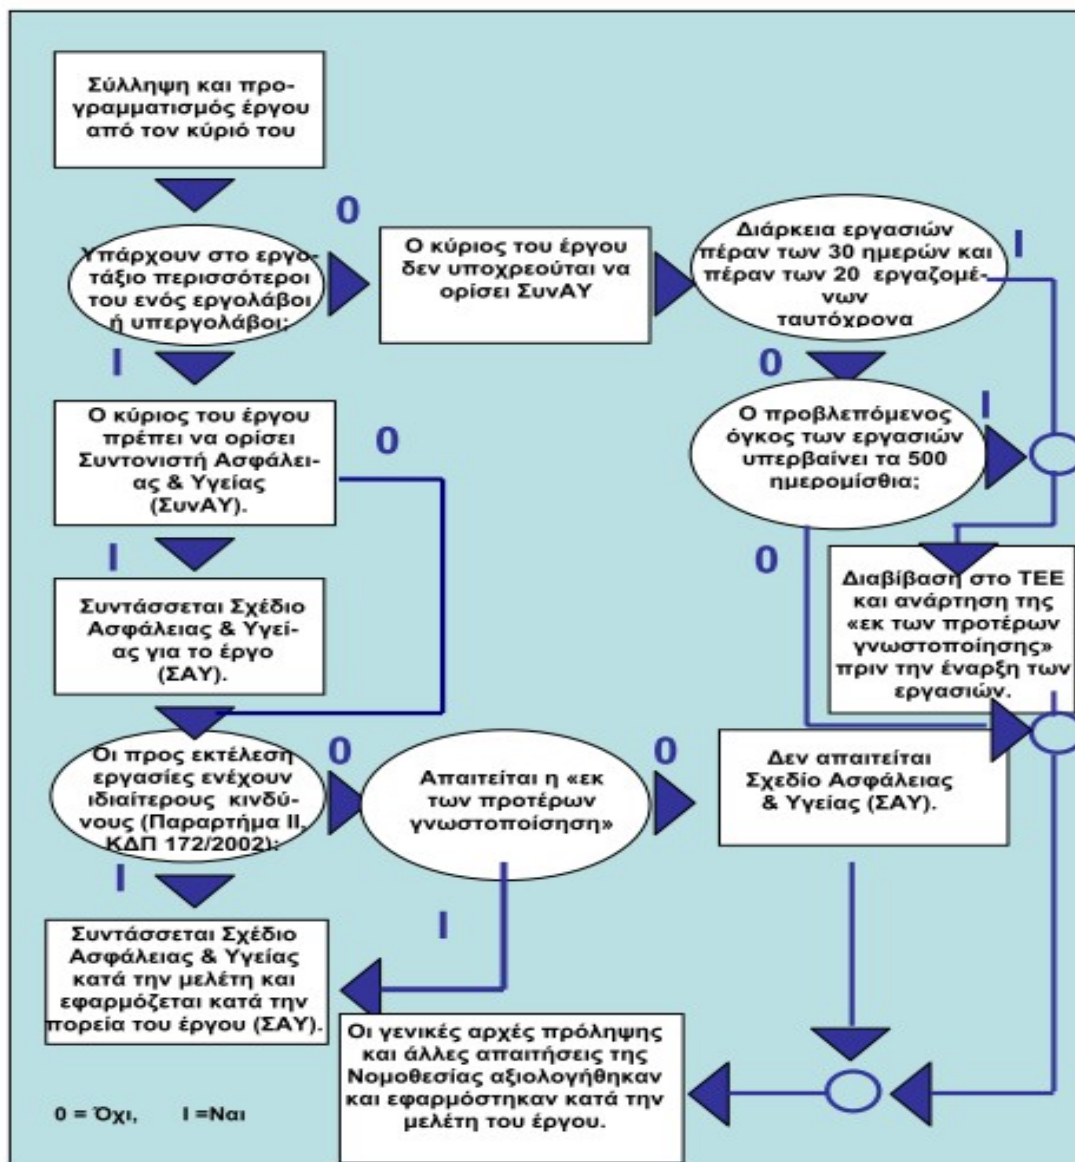 Σύλληψη και προ-
γραμματισμός έργου
από τον κύριό του
0
Υπάρχουν στο εργο-
τάξιο περισσότεροι
του ενός εργολάβοι
ή υπεργολάβοι;
Ο κύριος του έργου
δεν υποχρεούται να
ορίσει ΣυνΑΥ
Διάρκεια εργασιών
πέραν των 30 ημερών και
πέραν των 20 εργαζομέ-
νων
ταυτόχρονα
Ι
Ι
0
Ο κύριος του έργου
πρέπει να ορίσει
Συντονιστή Ασφάλει-
ας & Υγείας
(ΣυνΑΥ).
0
Ο προβλεπόμενος
όγκος των εργασιών
υπερβαίνει τα 500
ημερομίσθια;
Ι
Ι
0
Συντάσσεται Σχέδιο
Ασφάλειας & Υγεί-
ας για το έργο
(ΣΑΥ).
Διαβίβαση στο ΤΕΕ
και ανάρτηση της
«εκ των προτέρων
γνωστοποίησης»
πριν την έναρξη των
εργασιών.
Οι προς εκτέλεση
εργασίες ενέχουν
ιδιαίτερους κινδύ-
νους (Παραρτήμα ΙΙ,
ΚΔΠ 172/2002);
0
Απαιτείται η «εκ
των προτέρων
γνωστοποίσηση»
0
Δεν απαιτείται
Σχεδίο Ασφάλειας
& Υγείας (ΣΑΥ).
Ι
Ι
Συντάσσεται Σχέδιο
Ασφάλειας & Υγείας
κατά την μελέτη και
εφαρμόζεται κατά την
πορεία του έργου (ΣΑΥ).
Οι γενικές αρχές πρόληψης
και άλλες απαιτήσεις της
Νομοθεσίας αξιολογήθηκαν
και εφαρμόστηκαν κατά την
μελέτη του έργου.
0 = Όχι, Ι =Ναι